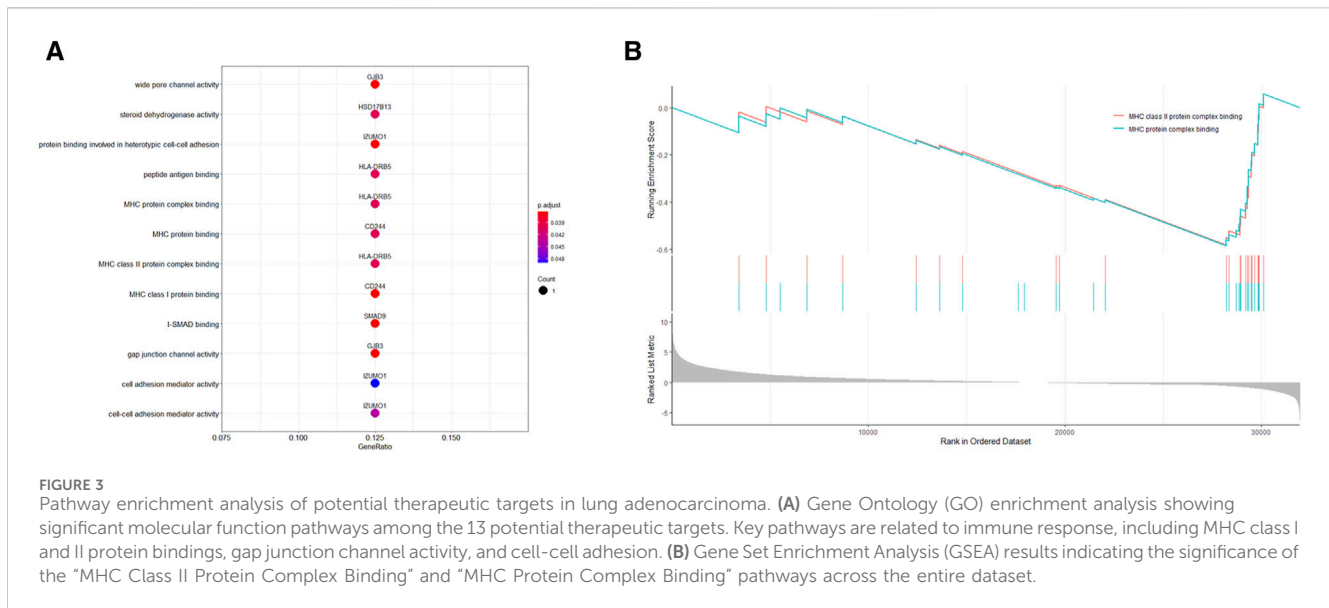 A
wide pore channel activity
GJB3
steroid dehydrogenase activity
HSD17B13
protein binding involved in heterotypic cell-cell adhesion
IZUMO1
peptide antigen binding
HLA-DRB5
MHC protein complex binding
HLA-DRB5
MHC protein binding
CD244
MHC class II protein complex binding
HLA-DRB5
MHC class I protein binding
CD244
I-SMAD binding
SMAD9
gap junction channel activity
GJB3
cell adhesion mediator activity
IZUMO1
cell-cell adhesion mediator activity
IZUMO1
0.075 0.100 0.125 0.150
GeneRatio
p.adjust
0.039
0.042
0.045
0.048
Count
1
B
Running Enrichment Score
0.0
-0.2
-0.4
-0.6
MHC class II protein complex binding
MHC protein complex binding
Ranked List Metric
10
5
0
-5
10000 20000 30000
Rank in Ordered Dataset
FIGURE 3
Pathway enrichment analysis of potential therapeutic targets in lung adenocarcinoma. (A) Gene Ontology (GO) enrichment analysis showing
significant molecular function pathways among the 13 potential therapeutic targets. Key pathways are related to immune response, including MHC class I
and II protein bindings, gap junction channel activity, and cell-cell adhesion. (B) Gene Set Enrichment Analysis (GSEA) results indicating the significance of
the “MHC Class II Protein Complex Binding” and “MHC Protein Complex Binding” pathways across the entire dataset.